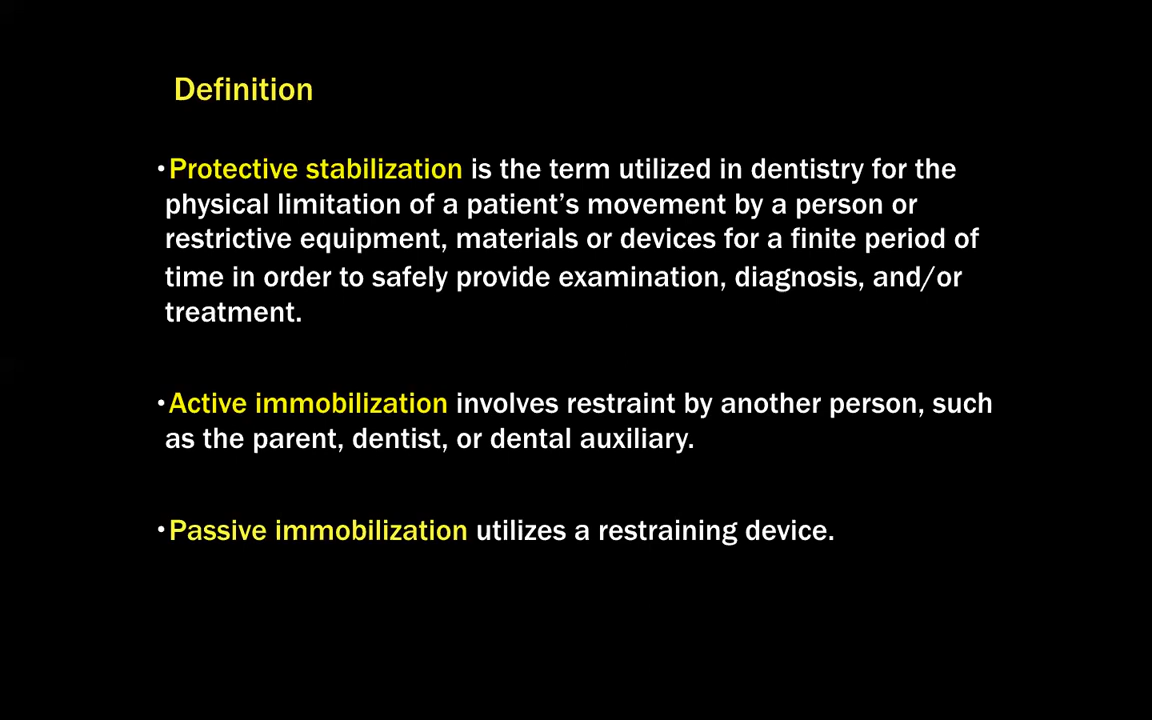 Definition
•Protective stabilization is the term utilized in dentistry for the
physical limitation of a patient’s movement by a person or
restrictive equipment, materials or devices for a finite period of
time in order to safely provide examination, diagnosis, and/or
treatment.
•Active immobilization involves restraint by another person, such
as the parent, dentist, or dental auxiliary.
•Passive immobilization utilizes a restraining device.